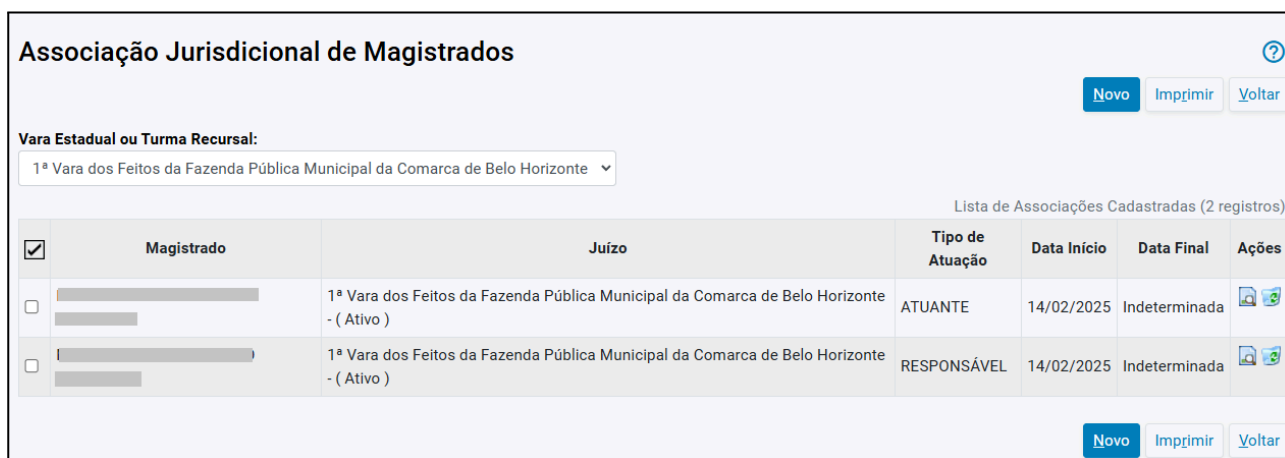 Associação Jurisdicional de Magistrados
Novo Imprimir Voltar
Vara Estadual ou Turma Recursal:
1ª Vara dos Feitos da Fazenda Pública Municipal da Comarca de Belo Horizonte
Lista de Associações Cadastradas (2 registros)
Magistrado Juízo Tipo de Atuação Data Início Data Final Ações
1ª Vara dos Feitos da Fazenda Pública Municipal da Comarca de Belo Horizonte
- ( Ativo )
ATUANTE 14/02/2025 Indeterminada
1ª Vara dos Feitos da Fazenda Pública Municipal da Comarca de Belo Horizonte
- ( Ativo )
RESPONSÁVEL 14/02/2025 Indeterminada
Novo Imprimir Voltar